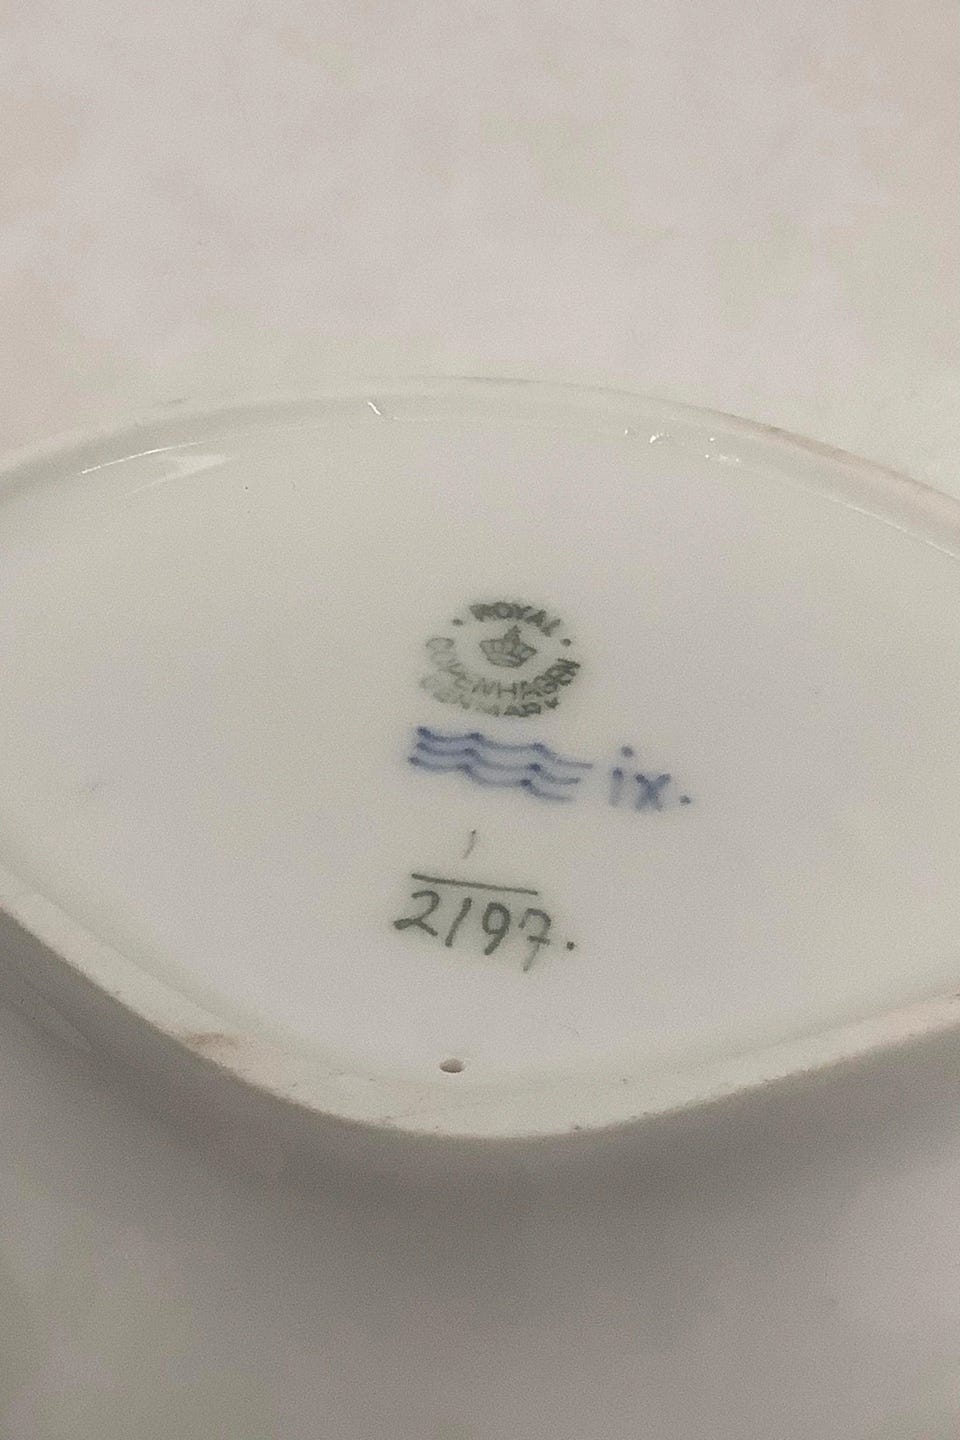 ROYAL
COPENHAGEN
DENMARK
ix.
1
2197.